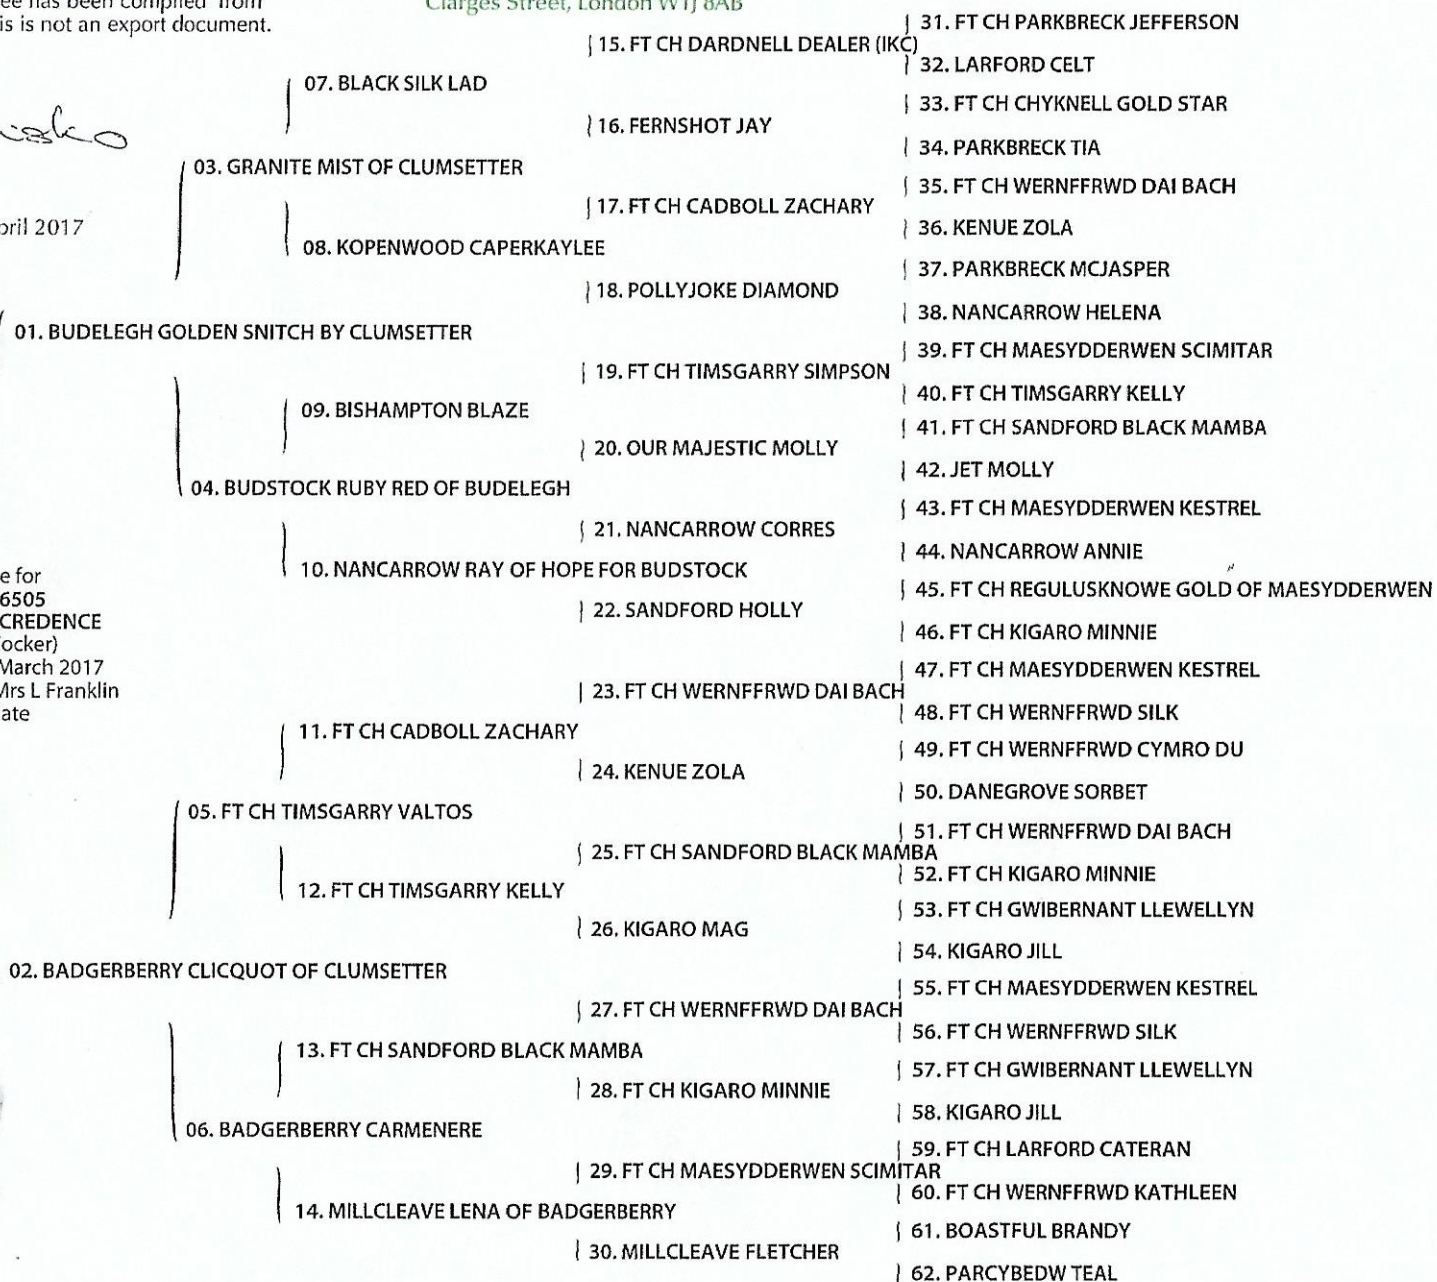 ee has been compiled from
is is not an export document.
Clarges Street, London W1J 8AB
pril 2017
01. BUDELEGH GOLDEN SNITCH BY CLUMSETTER
02. BADGERBERRY CLICQUOT OF CLUMSETTER
e for
6505
CREDENCE
ocker)
March 2017
Mrs L Franklin
ate
03. GRANITE MIST OF CLUMSETTER
04. BUDSTOCK RUBY RED OF BUDELEGH
05. FT CH TIMSGARRY VALTOS
06. BADGERBERRY CARMENERE
07. BLACK SILK LAD
08. KOPENWOOD CAPERKAYLEE
09. BISHAMPTON BLAZE
10. NANCARROW RAY OF HOPE FOR BUDSTOCK
11. FT CH CADBOLL ZACHARY
12. FT CH TIMSGARRY KELLY
13. FT CH SANDFORD BLACK MAMBA
14. MILLCLEAVE LENA OF BADGERBERRY
15. FT CH DARDNELL DEALER (IKC)
16. FERNSHOT JAY
17. FT CH CADBOLL ZACHARY
18. POLLYJOKE DIAMOND
19. FT CH TIMSGARRY SIMPSON
20. OUR MAJESTIC MOLLY
21. NANCARROW CORRES
22. SANDFORD HOLLY
23. FT CH WERNFFRWD DAI BACH
24. KENUE ZOLA
25. FT CH SANDFORD BLACK MAMBA
26. KIGARO MAG
27. FT CH WERNFFRWD DAI BACH
28. FT CH KIGARO MINNIE
29. FT CH MAESYDDERWEN SCIMITAR
30. MILLCLEAVE FLETCHER
31. FT CH PARKBRECK JEFFERSON
32. LARFORD CELT
33. FT CH CHYKNELL GOLD STAR
34. PARKBRECK TIA
35. FT CH WERNFFRWD DAI BACH
36. KENUE ZOLA
37. PARKBRECK MCJASPER
38. NANCARROW HELENA
39. FT CH MAESYDDERWEN SCIMITAR
40. FT CH TIMSGARRY KELLY
41. FT CH SANDFORD BLACK MAMBA
42. JET MOLLY
43. FT CH MAESYDDERWEN KESTREL
44. NANCARROW ANNIE
45. FT CH REGULUSKNOWE GOLD OF MAESYDDERWEN
46. FT CH KIGARO MINNIE
47. FT CH MAESYDDERWEN KESTREL
48. FT CH WERNFFRWD SILK
49. FT CH WERNFFRWD CYMRO DU
50. DANEGROVE SORBET
51. FT CH WERNFFRWD DAI BACH
52. FT CH KIGARO MINNIE
53. FT CH GWIBERNANT LLEWELLYN
54. KIGARO JILL
55. FT CH MAESYDDERWEN KESTREL
56. FT CH WERNFFRWD SILK
57. FT CH GWIBERNANT LLEWELLYN
58. KIGARO JILL
59. FT CH LARFORD CATERAN
60. FT CH WERNFFRWD KATHLEEN
61. BOASTFUL BRANDY
62. PARCYBEDW TEAL